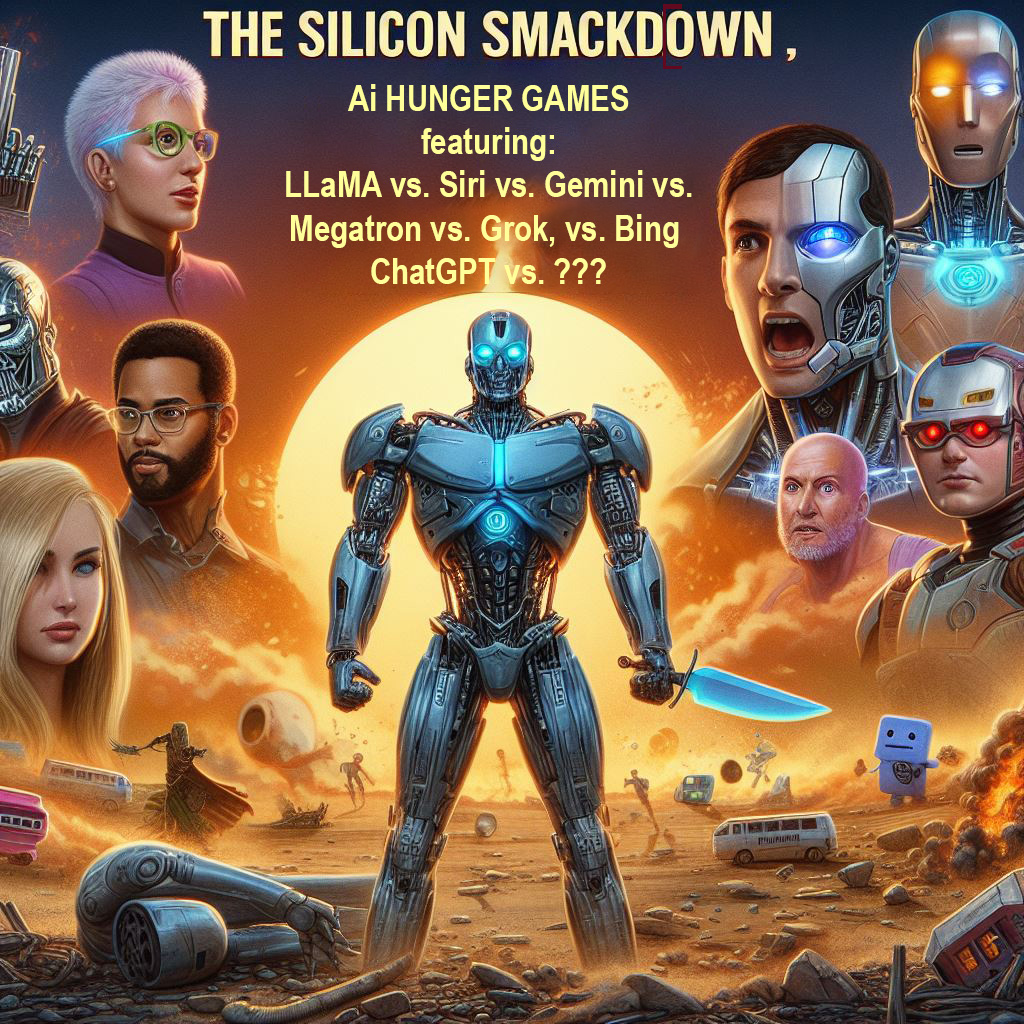 THE SILICON SMACKDOWN ,
Ai HUNGER GAMES
featuring:
LLaMA vs. Siri vs. Gemini vs.
Megatron vs. Grok, vs. Bing
ChatGPT vs. ???